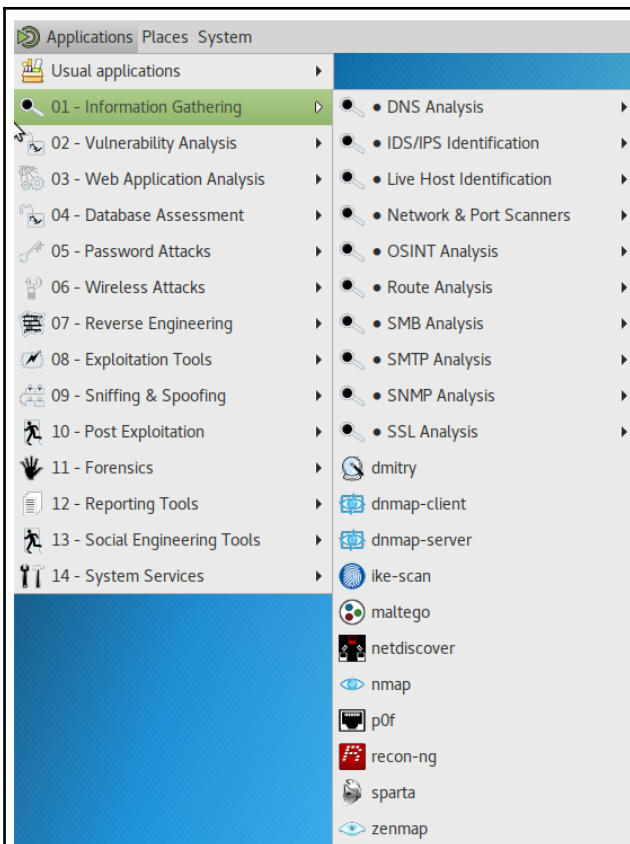 Applications Places System
Usual applications
01 - Information Gathering
02 - Vulnerability Analysis
03 - Web Application Analysis
04 - Database Assessment
05 - Password Attacks
06 - Wireless Attacks
07 - Reverse Engineering
08 - Exploitation Tools
09 - Sniffing & Spoofing
10 - Post Exploitation
11 - Forensics
12 - Reporting Tools
13 - Social Engineering Tools
14 - System Services
• DNS Analysis
• IDS/IPS Identification
• Live Host Identification
• Network & Port Scanners
• OSINT Analysis
• Route Analysis
• SMB Analysis
• SMTP Analysis
• SNMP Analysis
• SSL Analysis
dmitry
dnmap-client
dnmap-server
ike-scan
maltego
netdiscover
nmap
p0f
recon-ng
sparta
zenmap